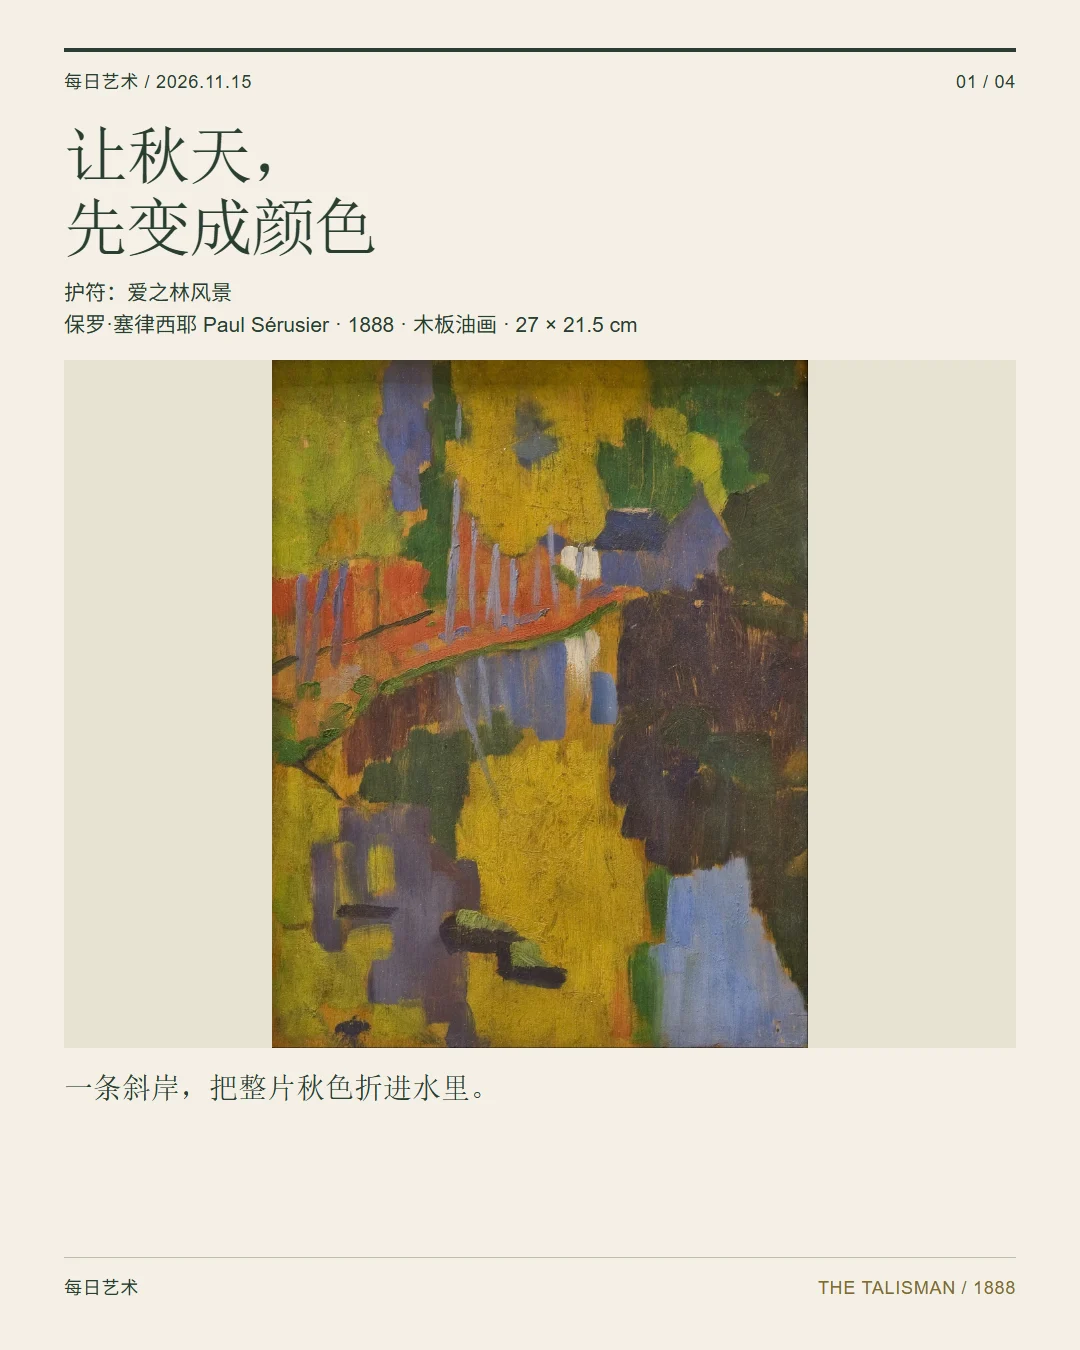 每日艺术 / 2026.11.15
01 / 04
让秋天，
先变成颜色
护符：爱之林风景
保罗·塞律西耶 Paul Sérusier · 1888 · 木板油画 · 27 × 21.5 cm
一条斜岸，把整片秋色折进水里。
每日艺术
THE TALISMAN / 1888